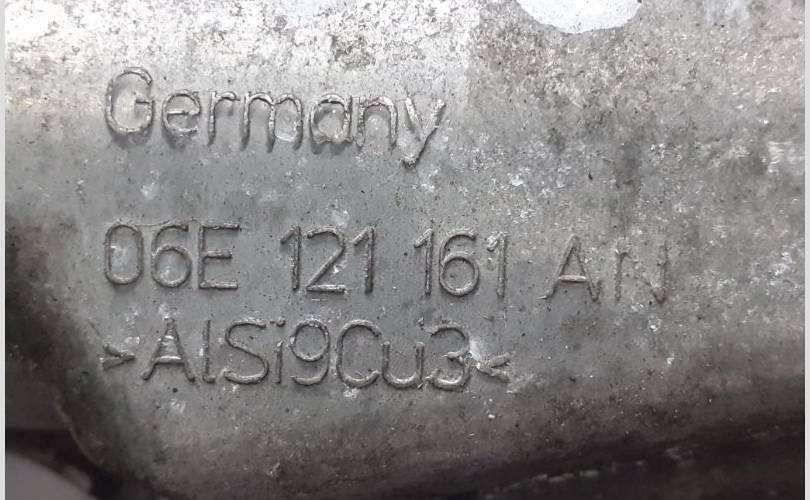 Germany
06E 121 161 AN
>AlSi9Cu3<